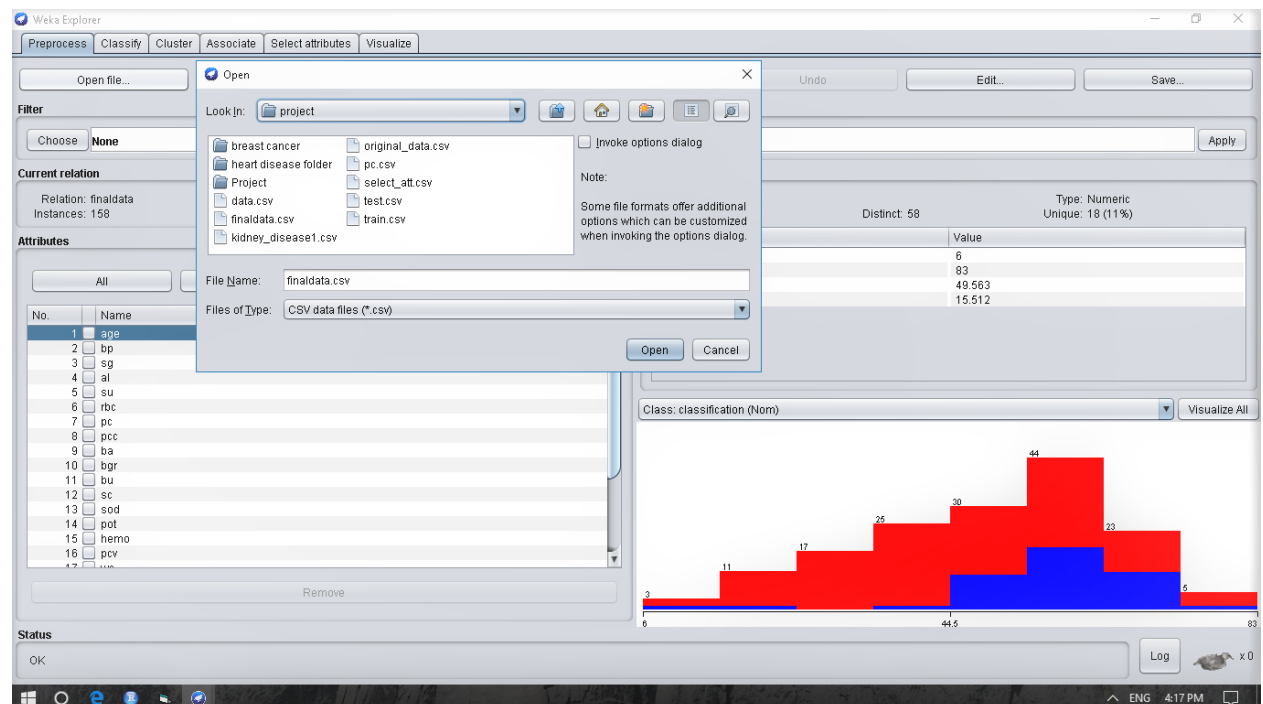 Weka Explorer
Preprocess Classify Cluster Associate Select attributes Visualize
Open file... Undo Edit... Save...
Open
Look In: project
breast cancer original_data.csv
heart disease folder pc.csv
Project select_att.csv
data.csv test.csv
finaldata.csv train.csv
kidney_disease1.csv
Invoke options dialog
Note:
Some file formats offer additional
options which can be customized
when invoking the options dialog.
File Name: finaldata.csv
Files of Type: CSV data files (*.csv)
Open Cancel
Filter
Choose None Apply
Current relation
Relation: finaldata
Instances: 158
Type: Numeric
Distinct: 58 Unique: 18 (11%)
Attributes
All
Value
6
83
49.563
15.512
No. Name
1 age
2 bp
3 sg
4 al
5 su
6 rbc
7 pc
8 pcc
9 ba
10 bgr
11 bu
12 sc
13 sod
14 pot
15 hemo
16 pcv
17
Remove
Class: classification (Nom) Visualize All
3 11 17 25 30 44 23 5
6 44.5 83
Status
OK
Log x 0
ENG 4:17 PM